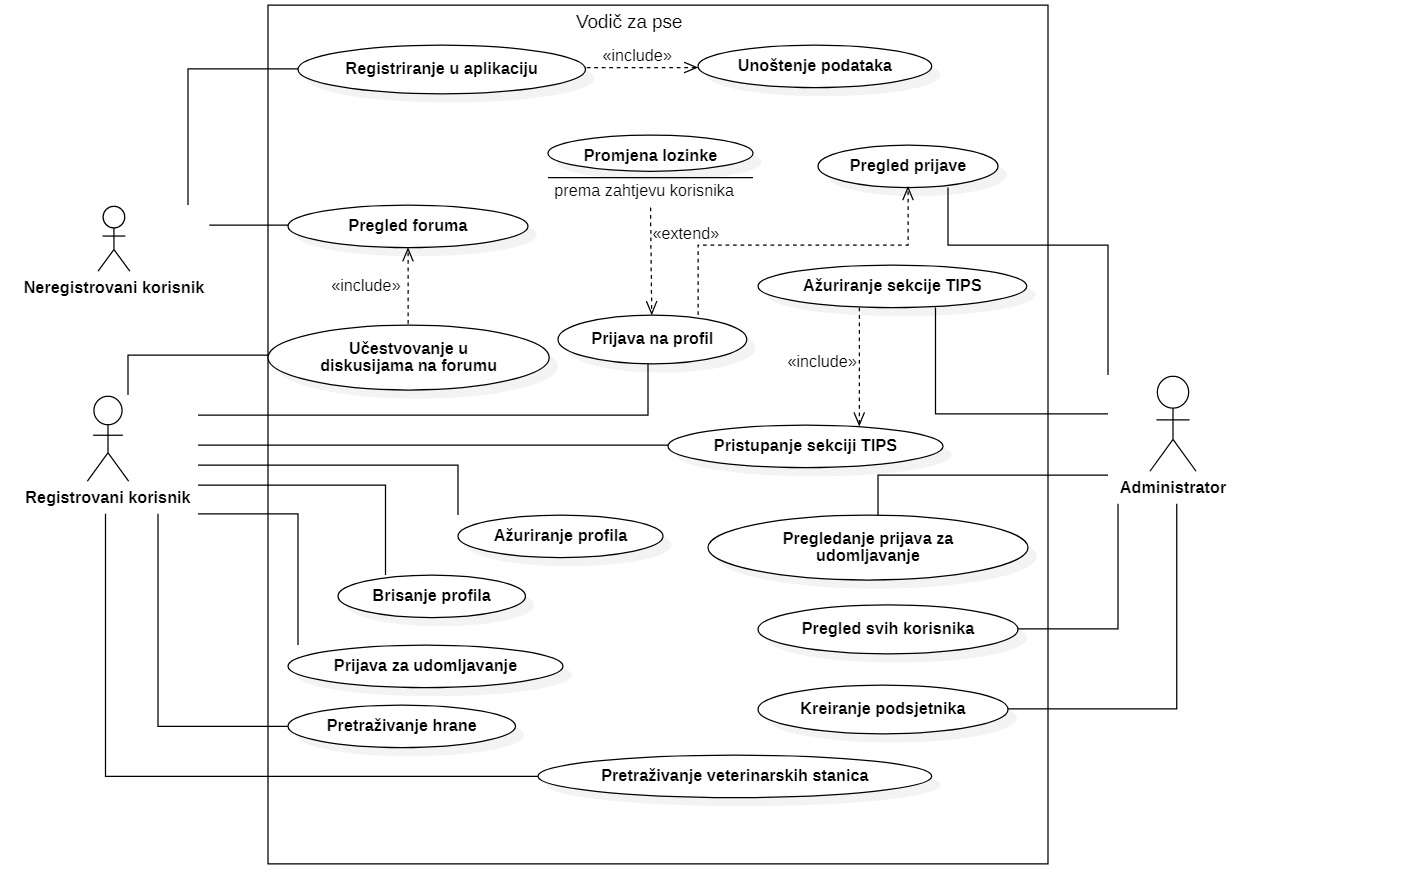 Vodič za pse
Registriranje u aplikaciju
«include»
Unoštenje podataka
Promjena lozinke
prema zahtjevu korisnika
Pregled prijave
Pregled foruma
«extend»
Neregistrovani korisnik
«include»
Ažuriranje sekcije TIPS
Učestvovanje u
diskusijama na forumu
Prijava na profil
«include»
Pristupanje sekciji TIPS
Registrovani korisnik
Administrator
Ažuriranje profila
Pregledanje prijava za
udomljavanje
Brisanje profila
Pregled svih korisnika
Prijava za udomljavanje
Kreiranje podsjetnika
Pretraživanje hrane
Pretraživanje veterinarskih stanica